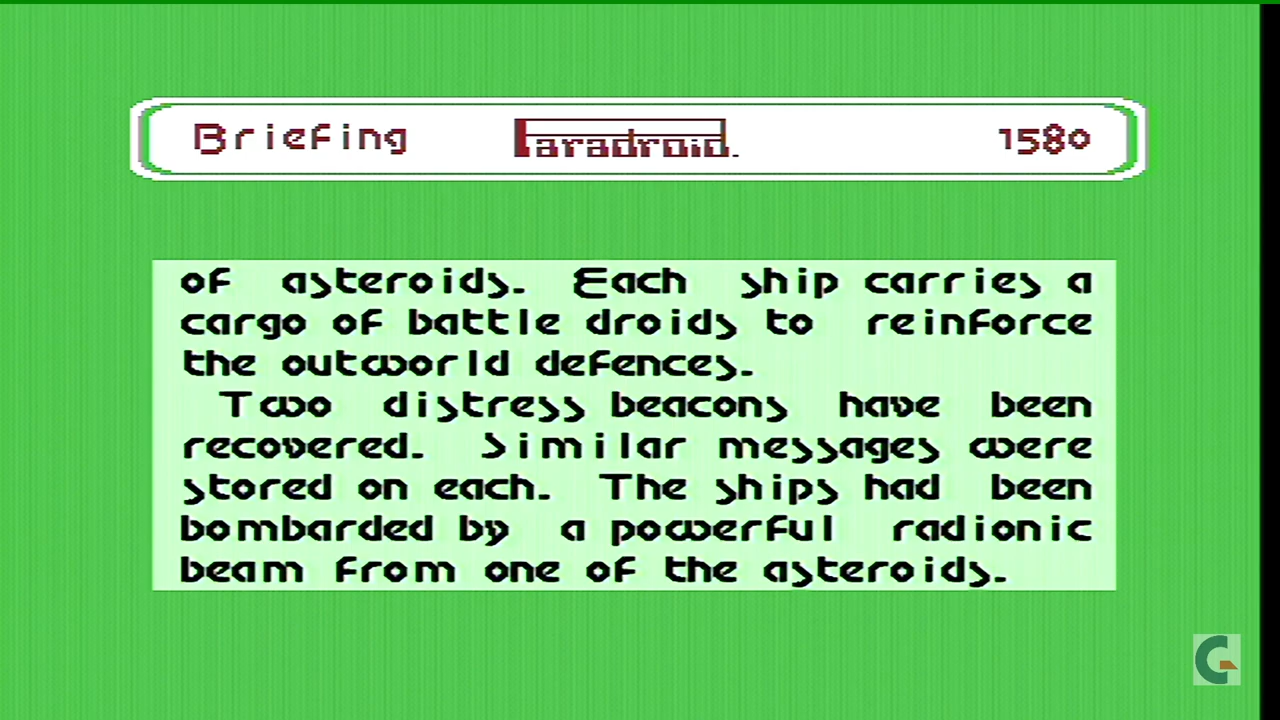 Briefing Paradroid. 1580
of asteroids. Each ship carries a
cargo of battle droids to reinforce
the outworld defences.
Two distress beacons have been
recovered. Similar messages were
stored on each. The ships had been
bombarded by a powerful radionic
beam from one of the asteroids.
G